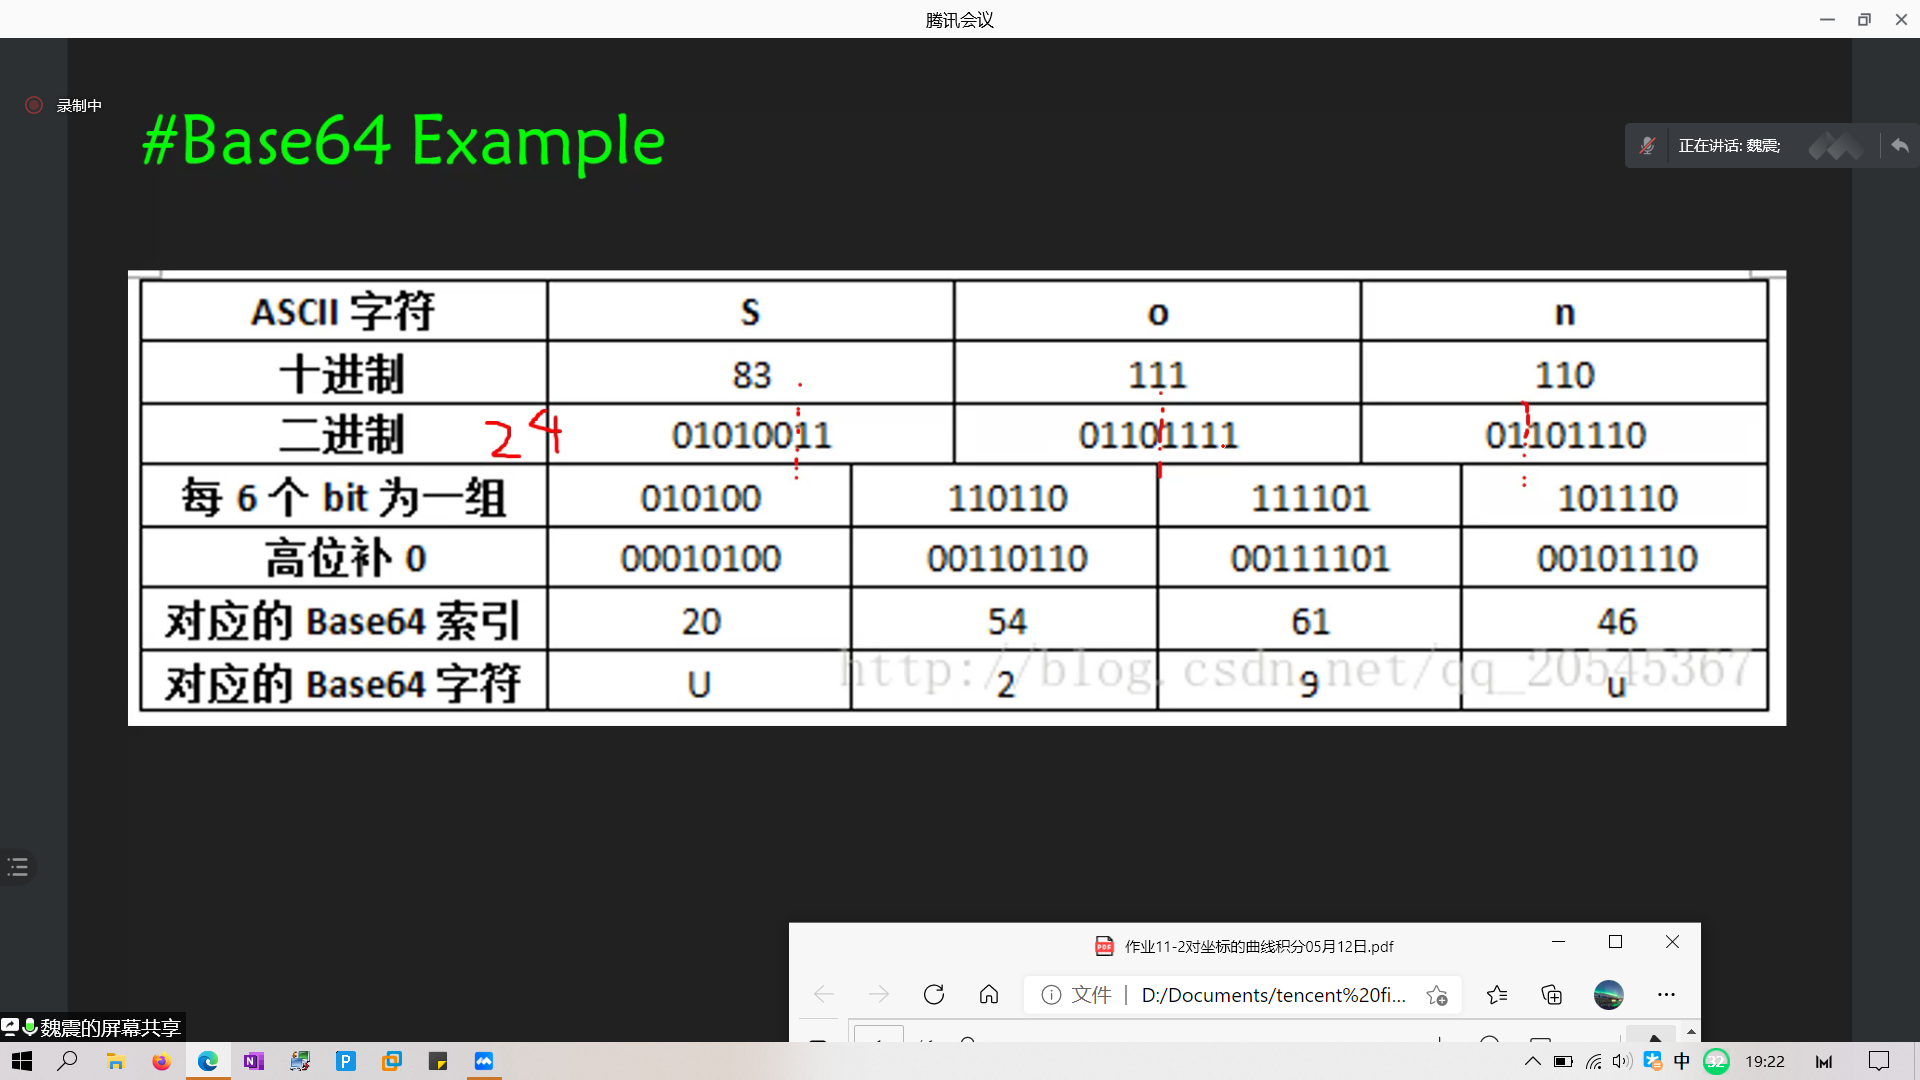 腾讯会议
录制中
#Base64 Example
正在讲话: 魏震;
ASCII 字符 S o n
十进制 83 111 110
二进制 24 01010011 01101111 01101110
每 6 个 bit 为一组 010100 110110 111101 101110
高位补 0 00010100 00110110 00111101 00101110
对应的 Base64 索引 20 54 61 46
http://blog.csdn.net/qq_20545367
对应的 Base64 字符 U 2 9 u
作业11-2对坐标的曲线积分05月12日.pdf
文件 D:/Documents/tencent%20fi...
魏震的屏幕共享
中 32 19:22